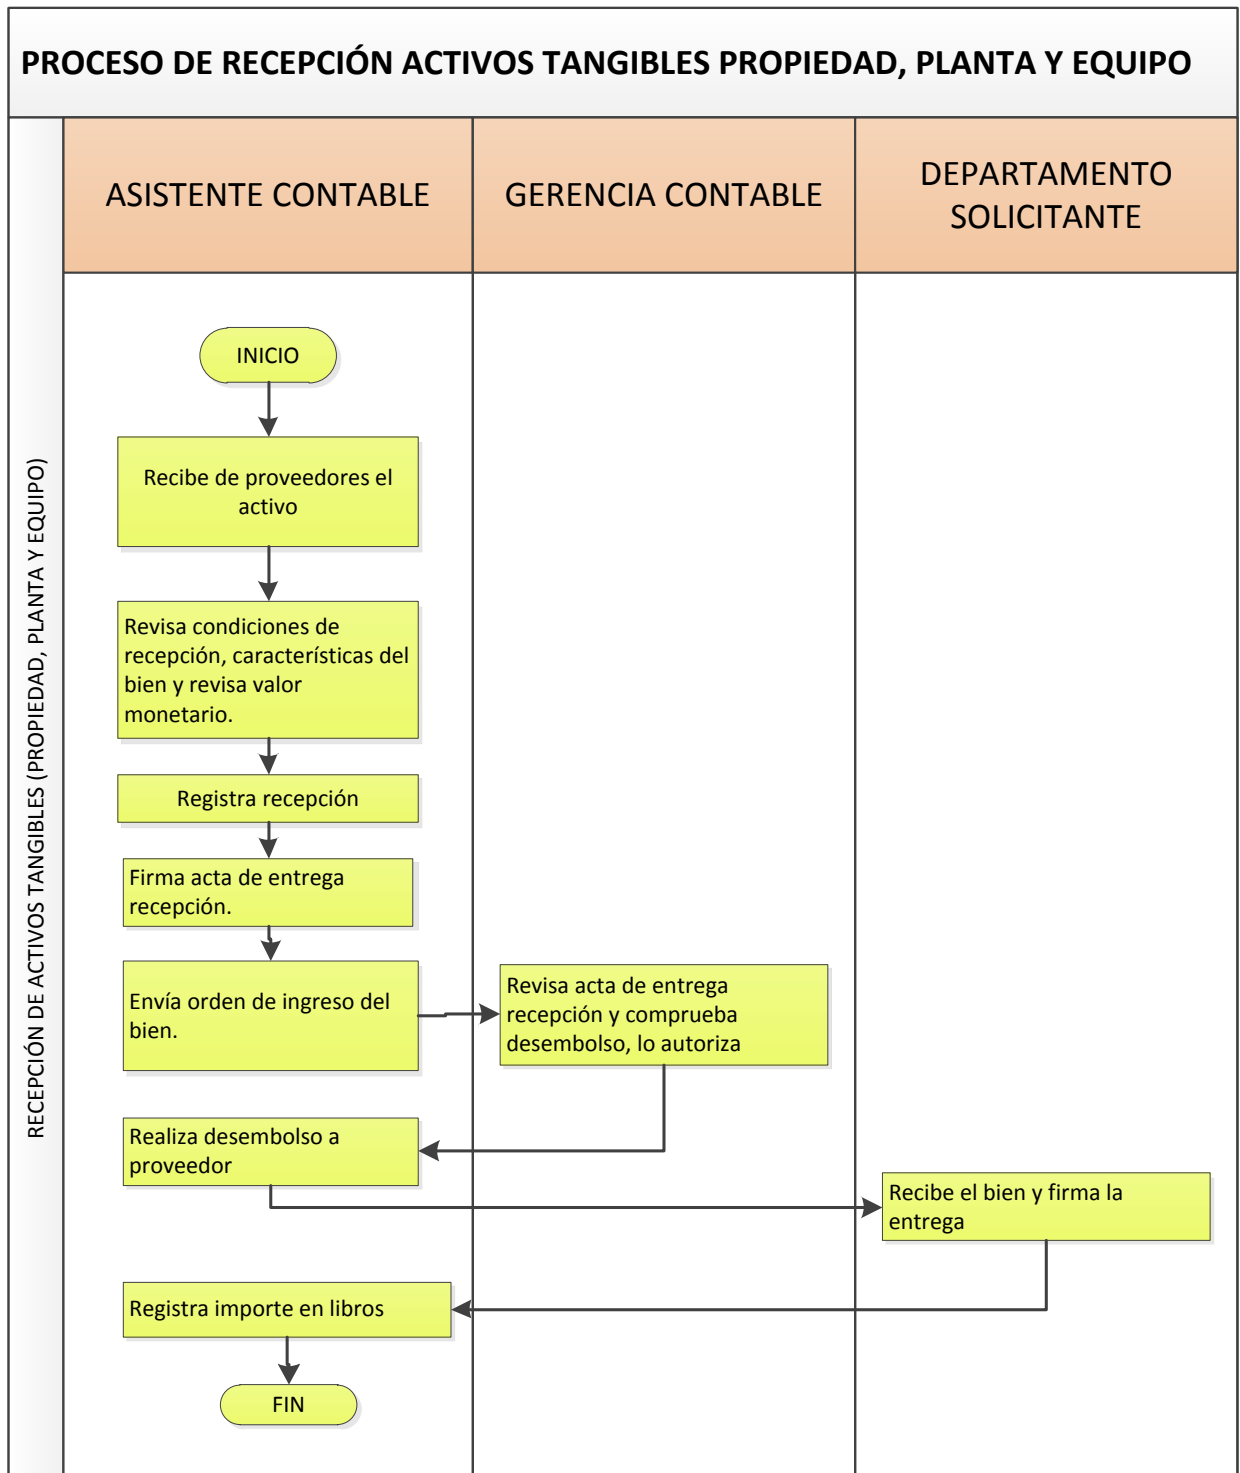 PROCESO DE RECEPCIÓN ACTIVOS TANGIBLES PROPIEDAD, PLANTA Y EQUIPO
RECEPCIÓN DE ACTIVOS TANGIBLES (PROPIEDAD, PLANTA Y EQUIPO)
ASISTENTE CONTABLE
GERENCIA CONTABLE
DEPARTAMENTO
SOLICITANTE
INICIO
Recibe de proveedores el
activo
Revisa condiciones de
recepción, características del
bien y revisa valor
monetario.
Registra recepción
Firma acta de entrega
recepción.
Envía orden de ingreso del
bien.
Revisa acta de entrega
recepción y comprueba
desembolso, lo autoriza
Realiza desembolso a
proveedor
Recibe el bien y firma la
entrega
Registra importe en libros
FIN